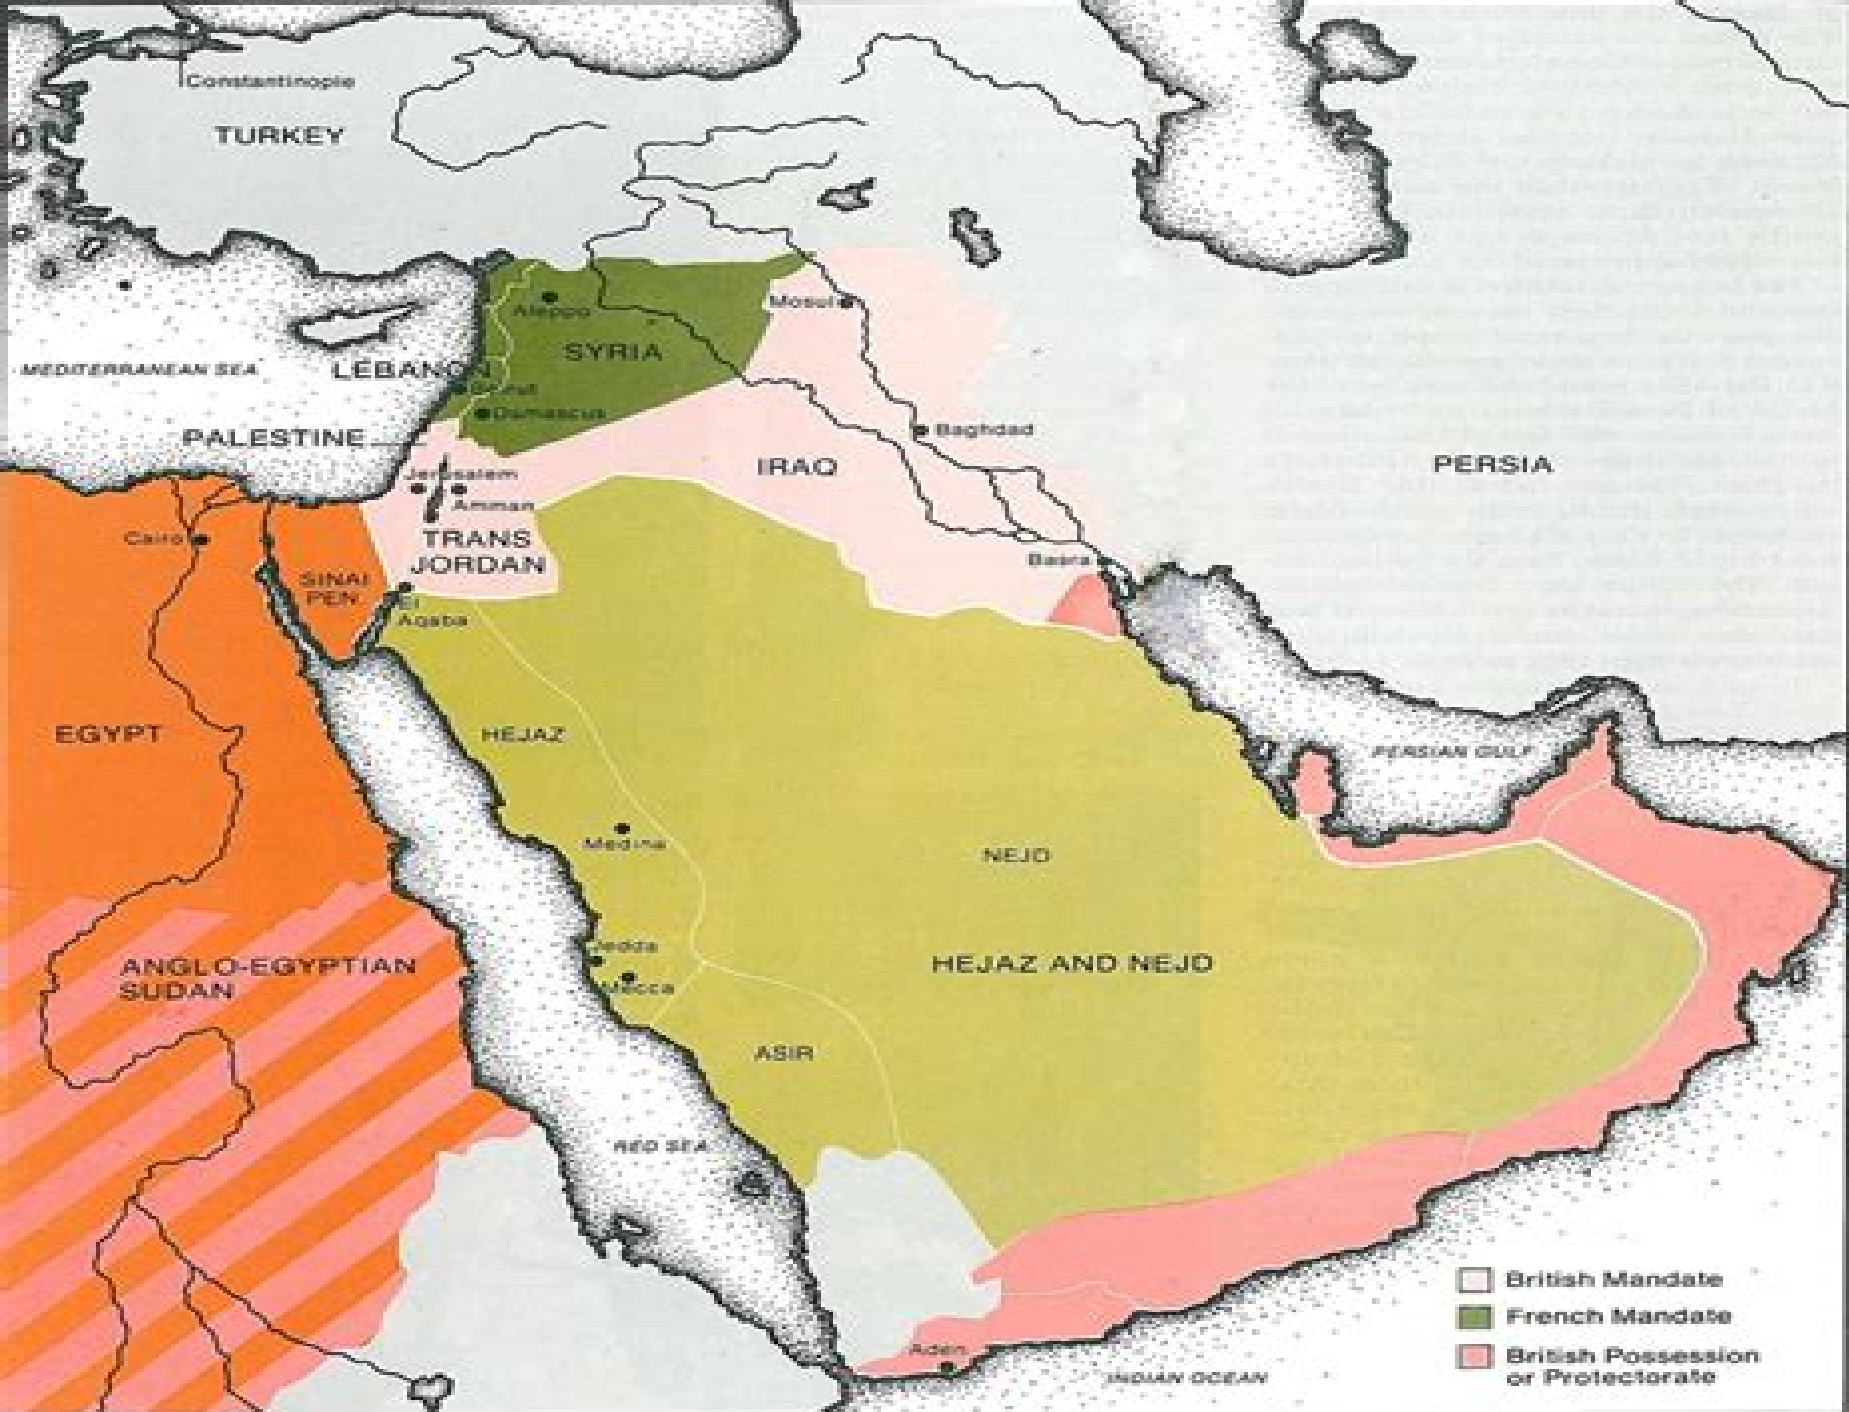 Constantinople
TURKEY
Aleppo
Mosul
SYRIA
MEDITERRANEAN SEA
LEBANON
Beirut
Damascus
PALESTINE
Baghdad
IRAQ
PERSIA
Jerusalem
Amman
Cairo
TRANS
JORDAN
Basra
SINAI
PEN
El
Aqaba
EGYPT
HEJAZ
PERSIAN GULF
Medina
NEJD
Jedda
ANGLO-EGYPTIAN
SUDAN
HEJAZ AND NEJD
Mecca
ASIR
RED SEA
British Mandate
French Mandate
British Possession
or Protectorate
Aden
INDIAN OCEAN